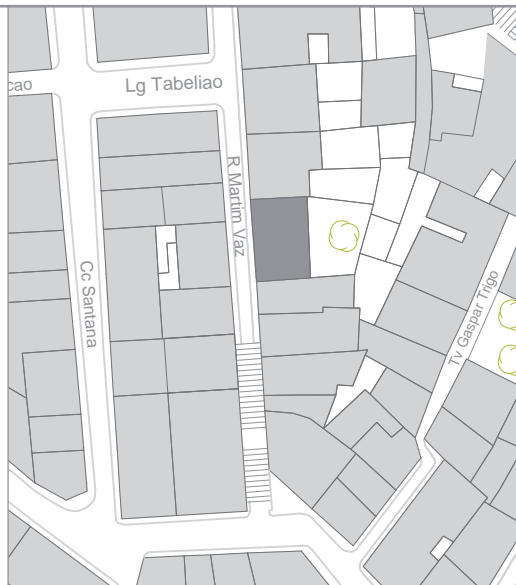 cao
Lg Tabeliao
R Martim Vaz
Cc Santana
Tv Gaspar Trigo